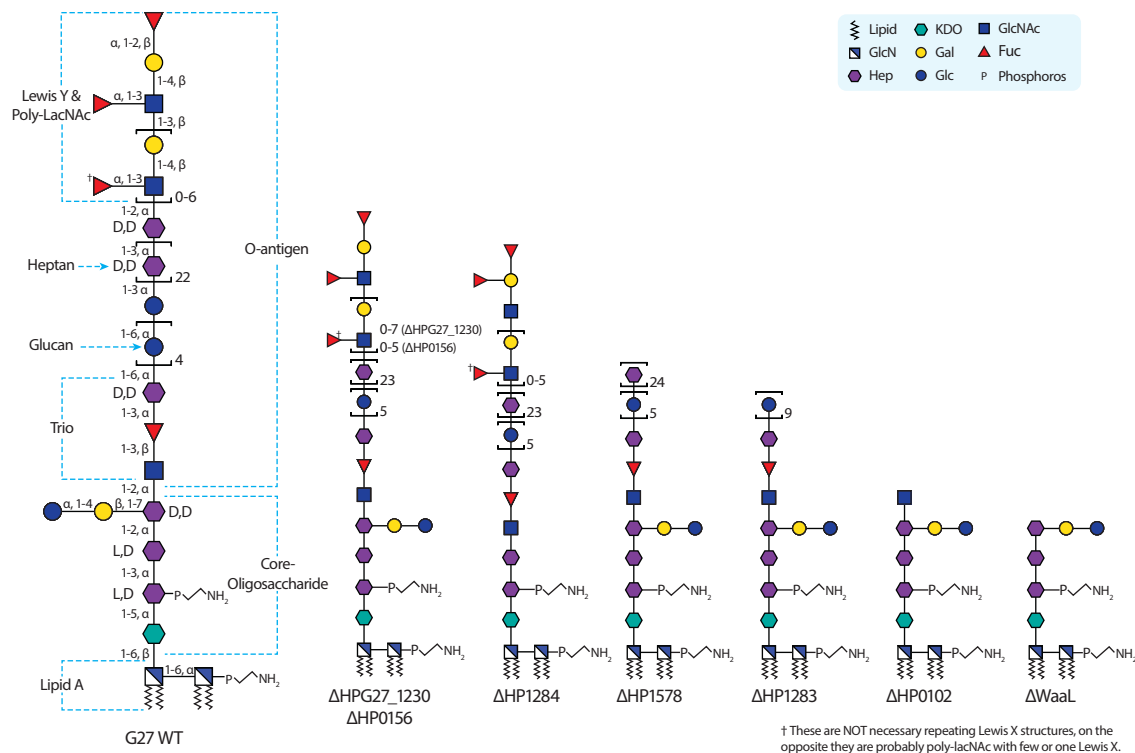 Lipid
KDO
GlcNAc
GlcN
Gal
Fuc
Hep
Glc
P Phosphoros
α, 1-2, β
1-4, β
Lewis Y &
Poly-LacNAc
α, 1-3
1-3, β
1-4, β
†
α, 1-3
0-6
1-2, α
D,D
1-3, α
Heptan
D,D
22
1-3 α
1-6, α
Glucan
4
1-6, α
D,D
1-3, α
Trio
1-3, β
1-2, α
α, 1-4
β, 1-7
D,D
1-2, α
L,D
1-3, α
L,D
P
NH2
1-5, α
1-6, β
1-6, α
Lipid A
P
NH2
G27 WT
O-antigen
Core-
Oligosaccharide
†
0-7 (ΔHPG27_1230)
0-5 (ΔHP0156)
23
5
P
NH2
P
NH2
ΔHPG27_1230
ΔHP0156
†
0-5
23
5
P
NH2
P
NH2
ΔHP1284
24
5
P
NH2
P
NH2
ΔHP1578
9
P
NH2
P
NH2
ΔHP1283
P
NH2
P
NH2
ΔHP0102
P
NH2
P
NH2
ΔWaaL
† These are NOT necessary repeating Lewis X structures, on the
opposite they are probably poly-lacNAc with few or one Lewis X.